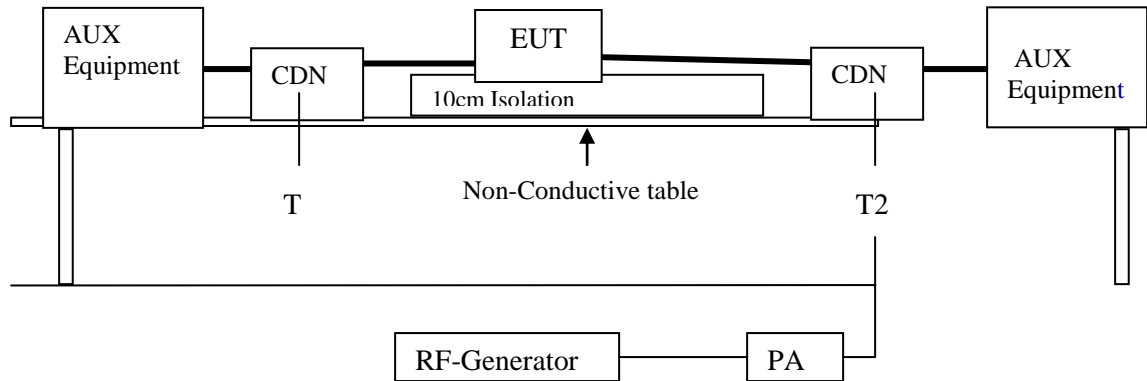 AUX
Equipment
CDN
EUT
10cm Isolation
CDN
AUX
Equipment
Non-Conductive table
T
T2
RF-Generator
PA